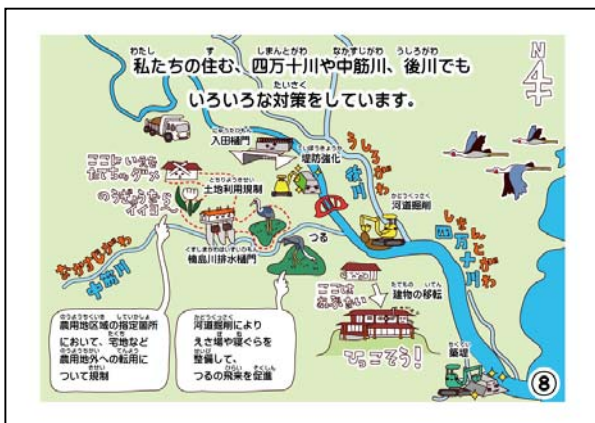 私たちの住む、四万十川や中筋川、後川でも
いろいろな対策をしています。
N
入田樋門
堤防強化
ここにいえを
たてちゃダメ
のうぎょうなら
イイヨ〜
土地利用規制
うしろがわ
後川
河道掘削
楠島川排水樋門
つる
なかすじがわ
中筋川
しまんとがわ
四万十川
ここは
あぶない
建物の移転
ひっこそう!
築堤
農用地区域の指定箇所
において、宅地など
農用地外への転用に
ついて規制
河道掘削により
えさ場や寝ぐらを
整備して、
つるの飛来を促進
⑧